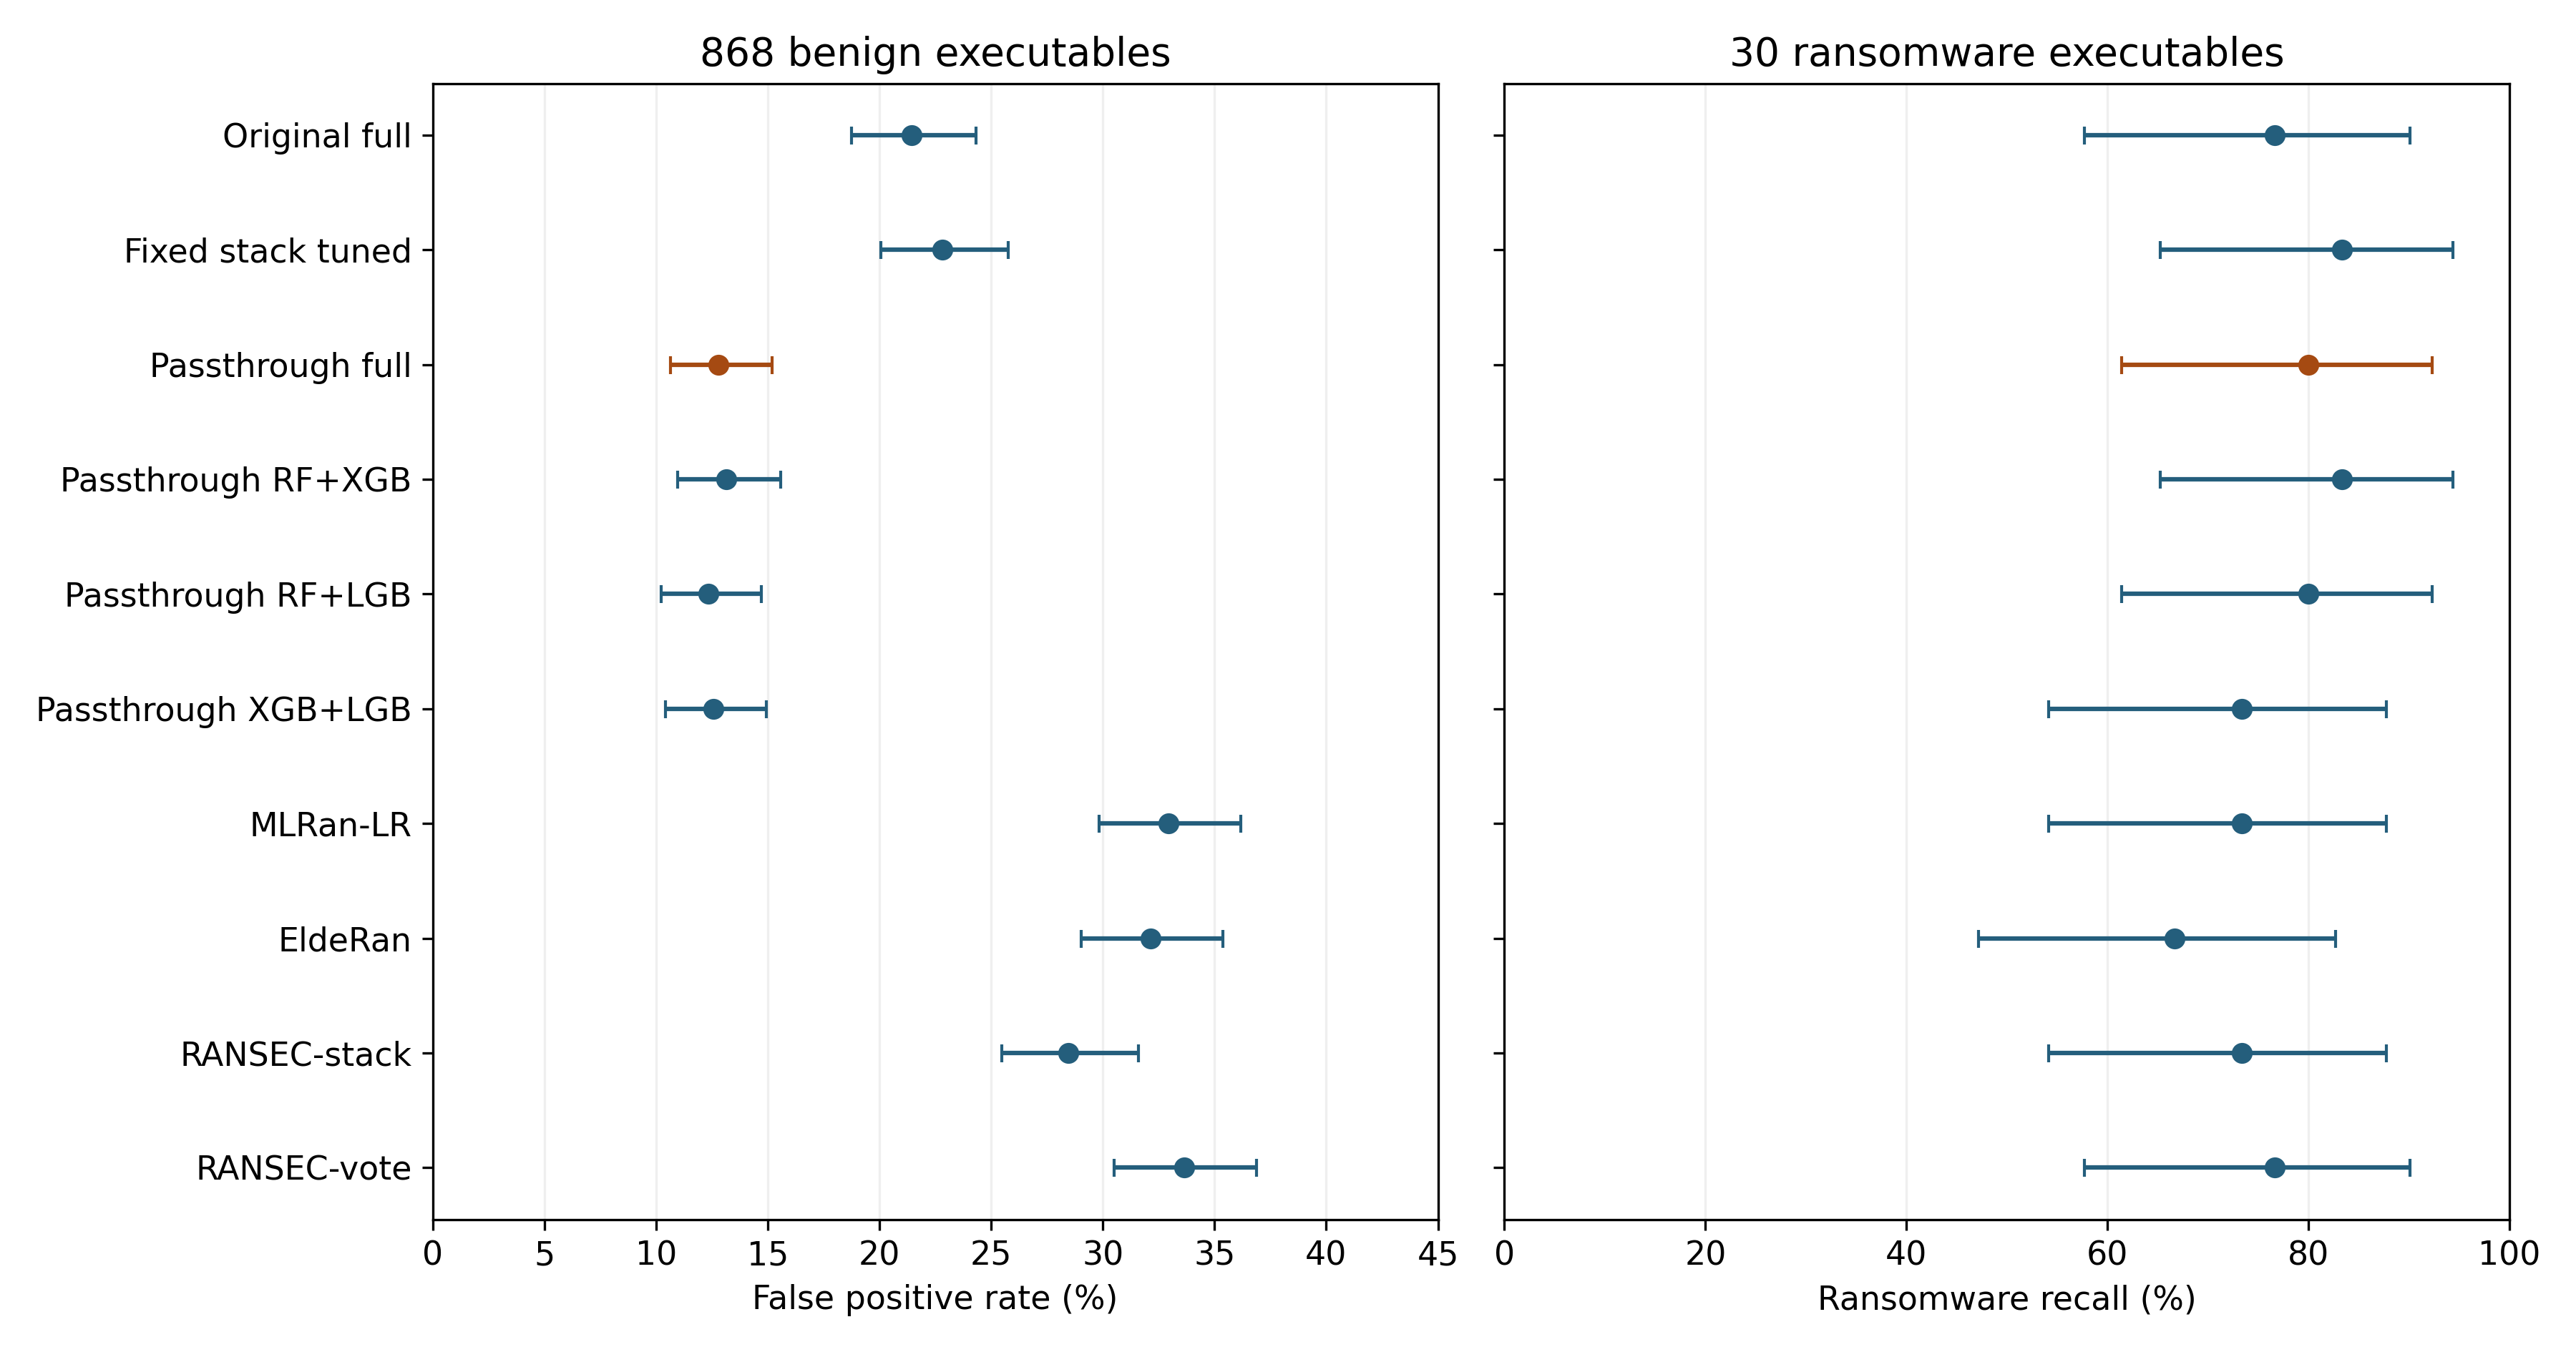 868 benign executables
30 ransomware executables
Original full
Fixed stack tuned
Passthrough full
Passthrough RF+XGB
Passthrough RF+LGB
Passthrough XGB+LGB
MLRan-LR
EldeRan
RANSEC-stack
RANSEC-vote
0 5 10 15 20 25 30 35 40 45
False positive rate (%)
0 20 40 60 80 100
Ransomware recall (%)